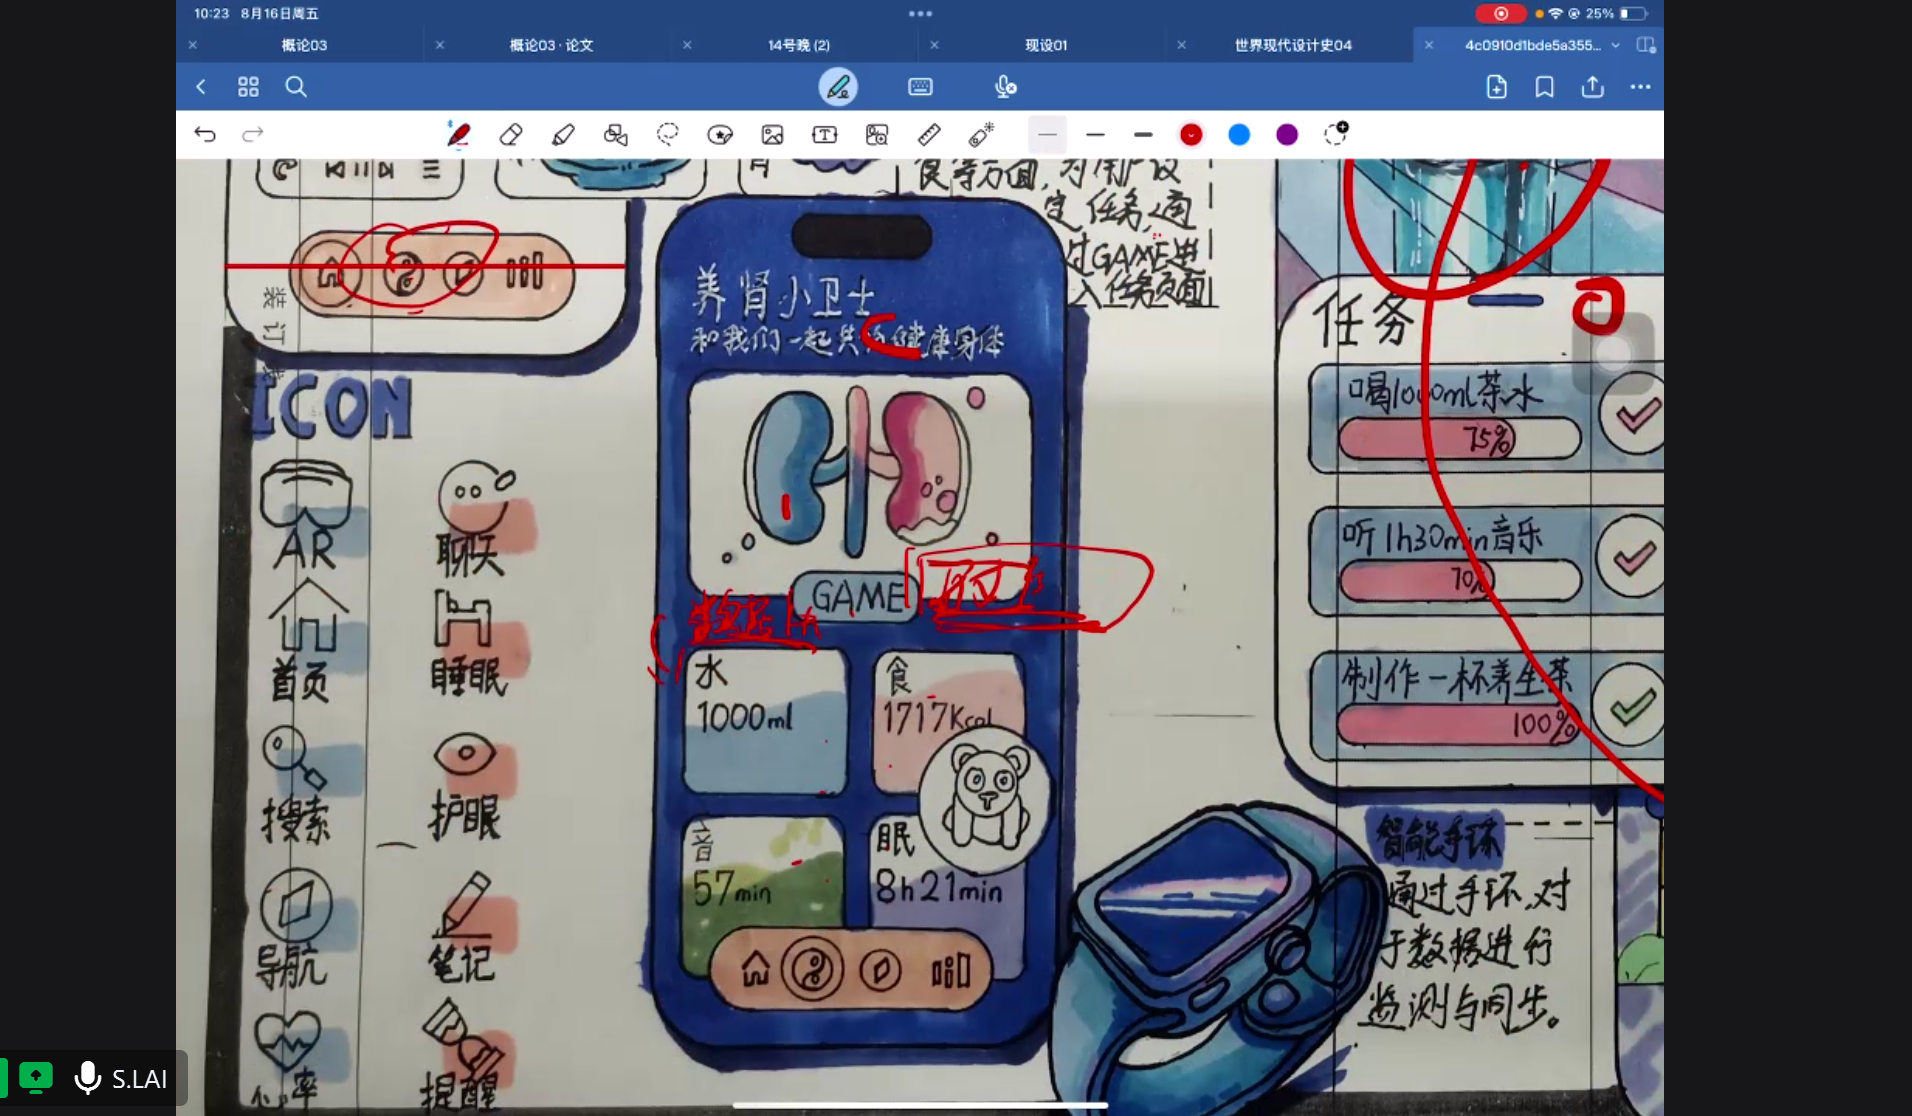 10:23 8月16日周五
25%
概论03
概论03 · 论文
14号晚 (2)
现设01
世界现代设计史04
4c0910d1bde5a355...
食等方面,为用户设
定任务,通
过GAME进
入任务页面
装订线
养肾小卫士
和我们一起共 健康身体
GAME
数据
水
1000ml
食
1717Kcal
音
57min
眠
8h21min
ICON
AR
聊天
首页
睡眠
搜索
护眼
导航
笔记
心率
提醒
任务
喝1000ml茶水
75%
听1h30min音乐
70%
制作一杯养生茶
100%
智能手环
通过手环,对
于数据进行
监测与同步。
S.LAI